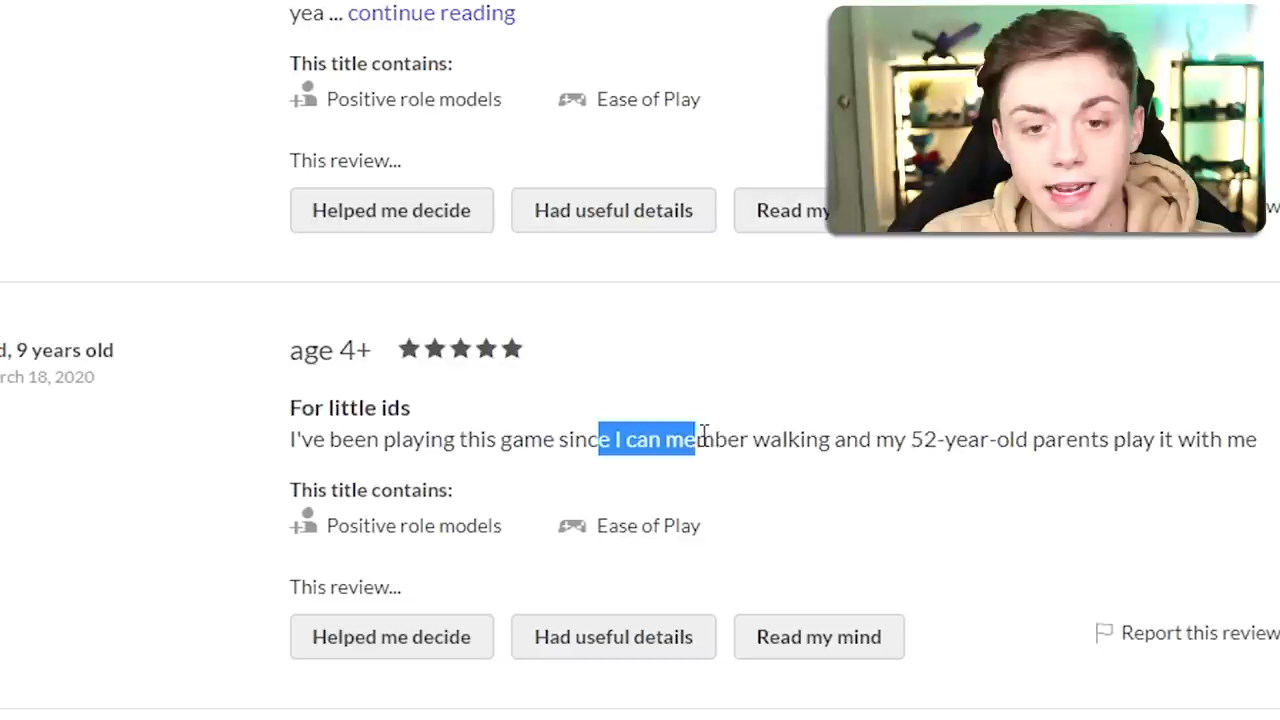 yea ... continue reading
This title contains:
Positive role models Ease of Play
This review...
Helped me decide Had useful details Read my
d, 9 years old
rch 18, 2020
age 4+
For little ids
I've been playing this game since I can member walking and my 52-year-old parents play it with me
This title contains:
Positive role models Ease of Play
This review...
Helped me decide Had useful details Read my mind
Report this review